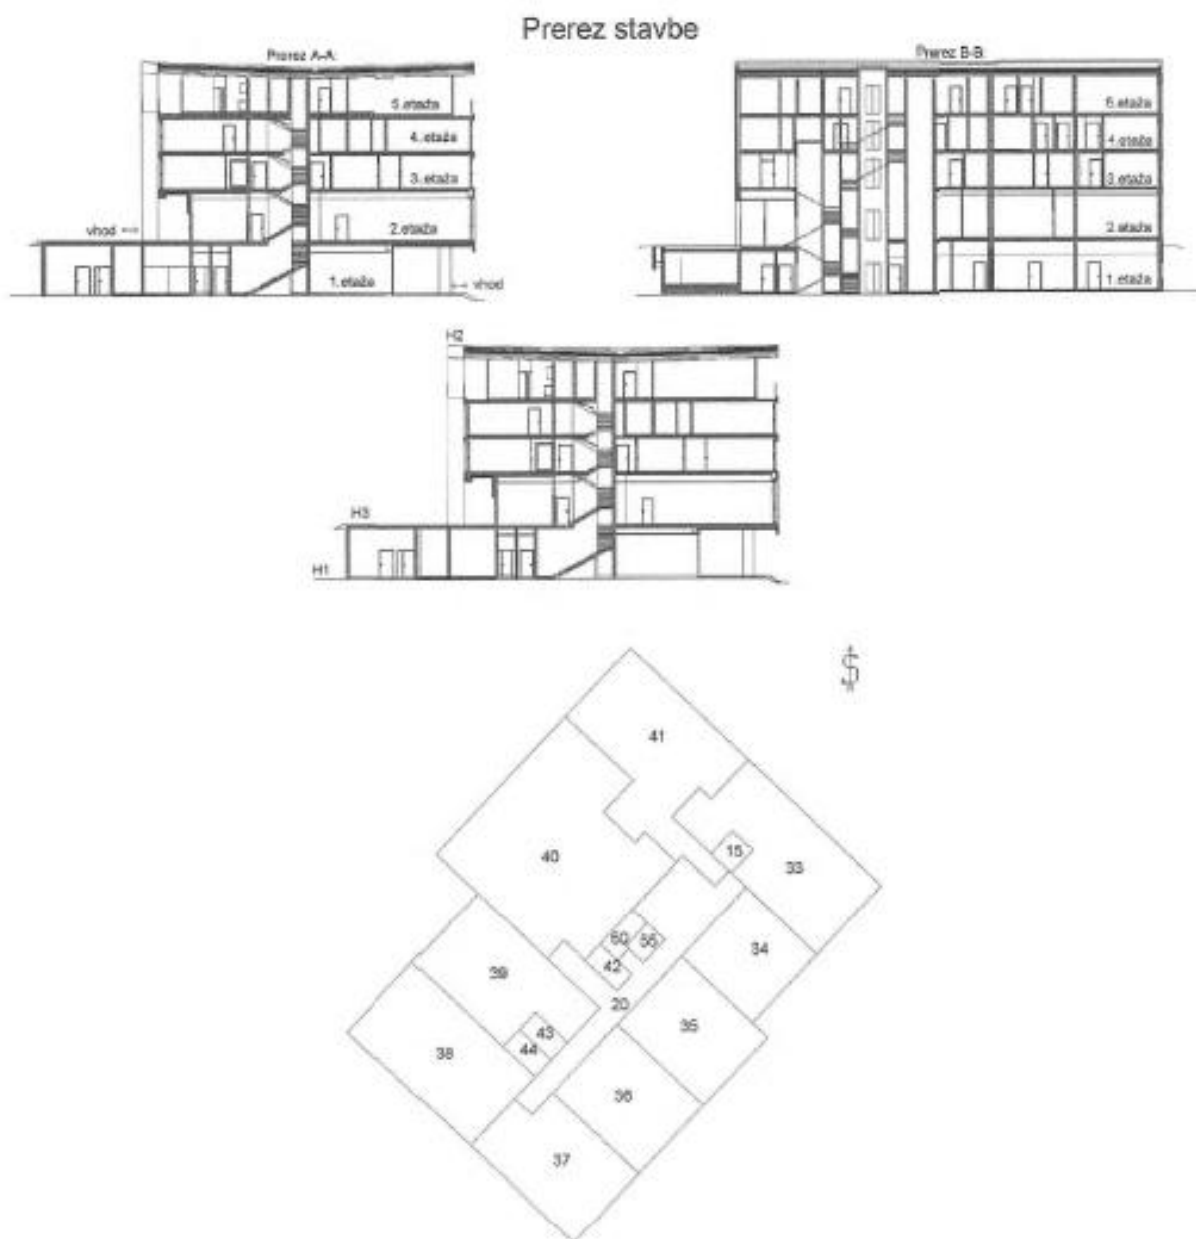 Prerez stavbe
Prerez A-A:
5.etaža
4.etaža
3.etaža
vhod
2.etaža
1.etaža
vhod
Prerez B-B:
5.etaža
4.etaža
3.etaža
2.etaža
1.etaža
H2
H3
H1
S
41
15
33
40
50
55
34
42
39
20
35
43
44
38
36
37